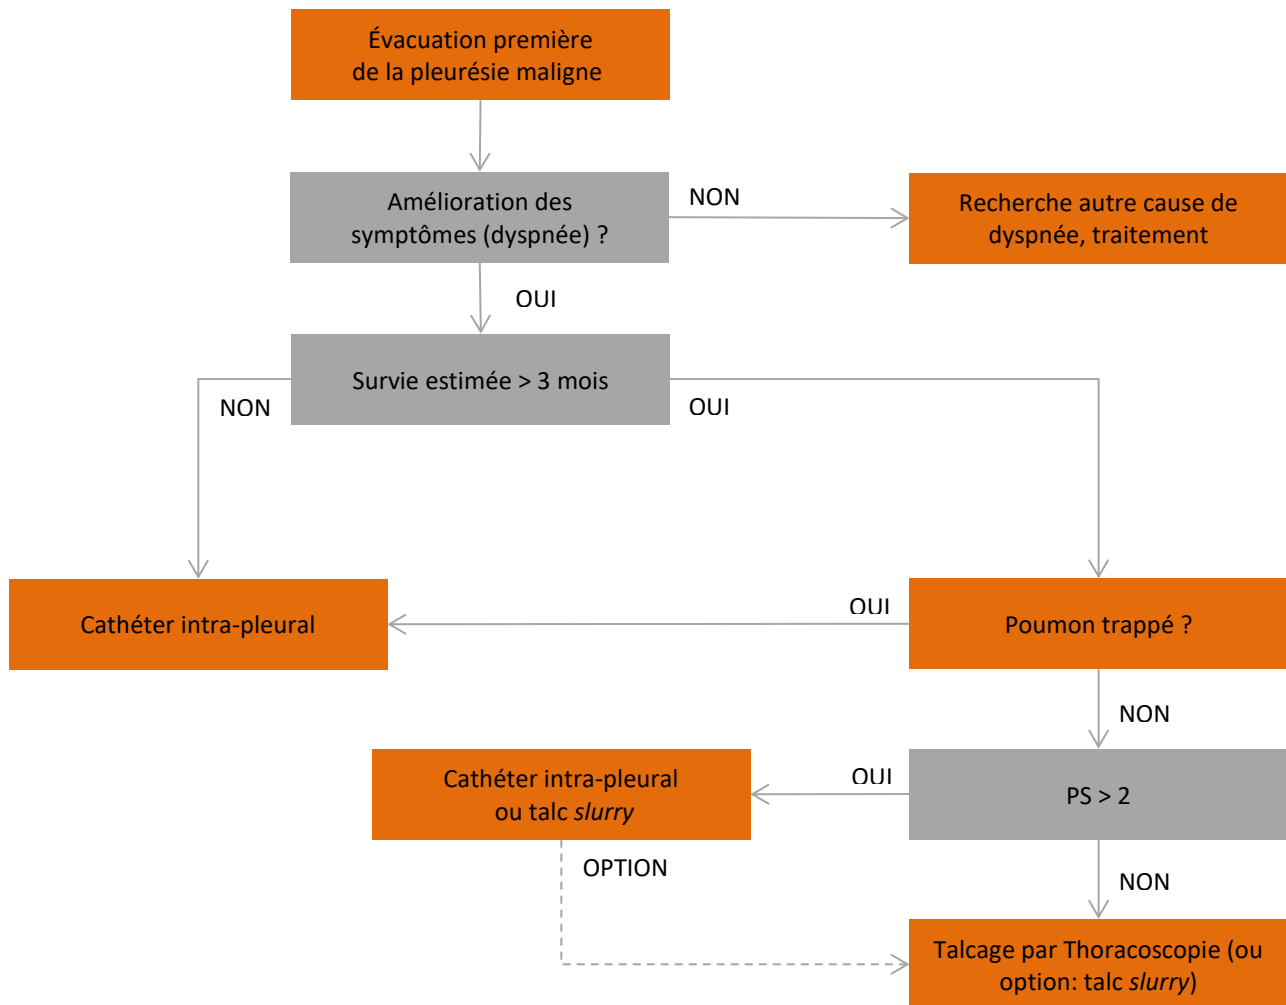 Évacuation première
de la pleurésie maligne
Amélioration des
symptômes (dyspnée) ?
NON
Recherche autre cause de
dyspnée, traitement
OUI
Survie estimée > 3 mois
NON
OUI
Cathéter intra-pleural
OUI
Poumon trappé ?
NON
Cathéter intra-pleural
ou talc slurry
OUI
PS > 2
OPTION
NON
Talcage par Thoracoscopie (ou
option: talc slurry)